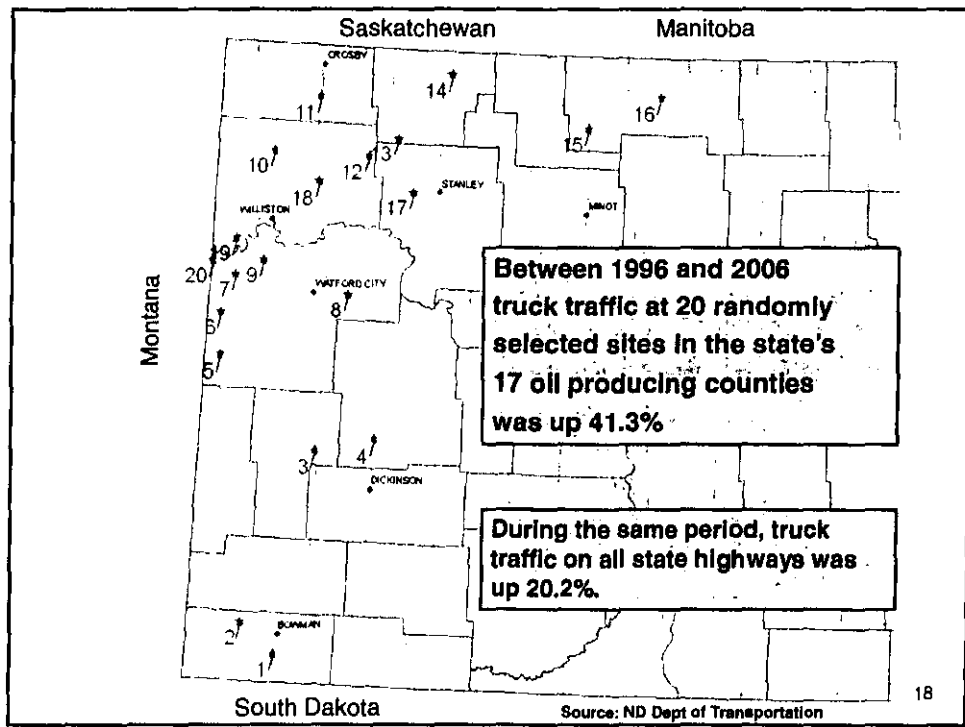 Saskatchewan
Manitoba
CROSBY
14
16
11
15
3
10
12
STANLEY
18
17
MINOT
WILLISTON
19
20
9
7
WATFORD CITY
8
6
5
Montana
Between 1996 and 2006
truck traffic at 20 randomly
selected sites in the state's
17 oil producing counties
was up 41.3%
4
3
DICKINSON
During the same period, truck
traffic on all state highways was
up 20.2%.
2
BOWMAN
1
18
South Dakota
Source: ND Dept of Transportation